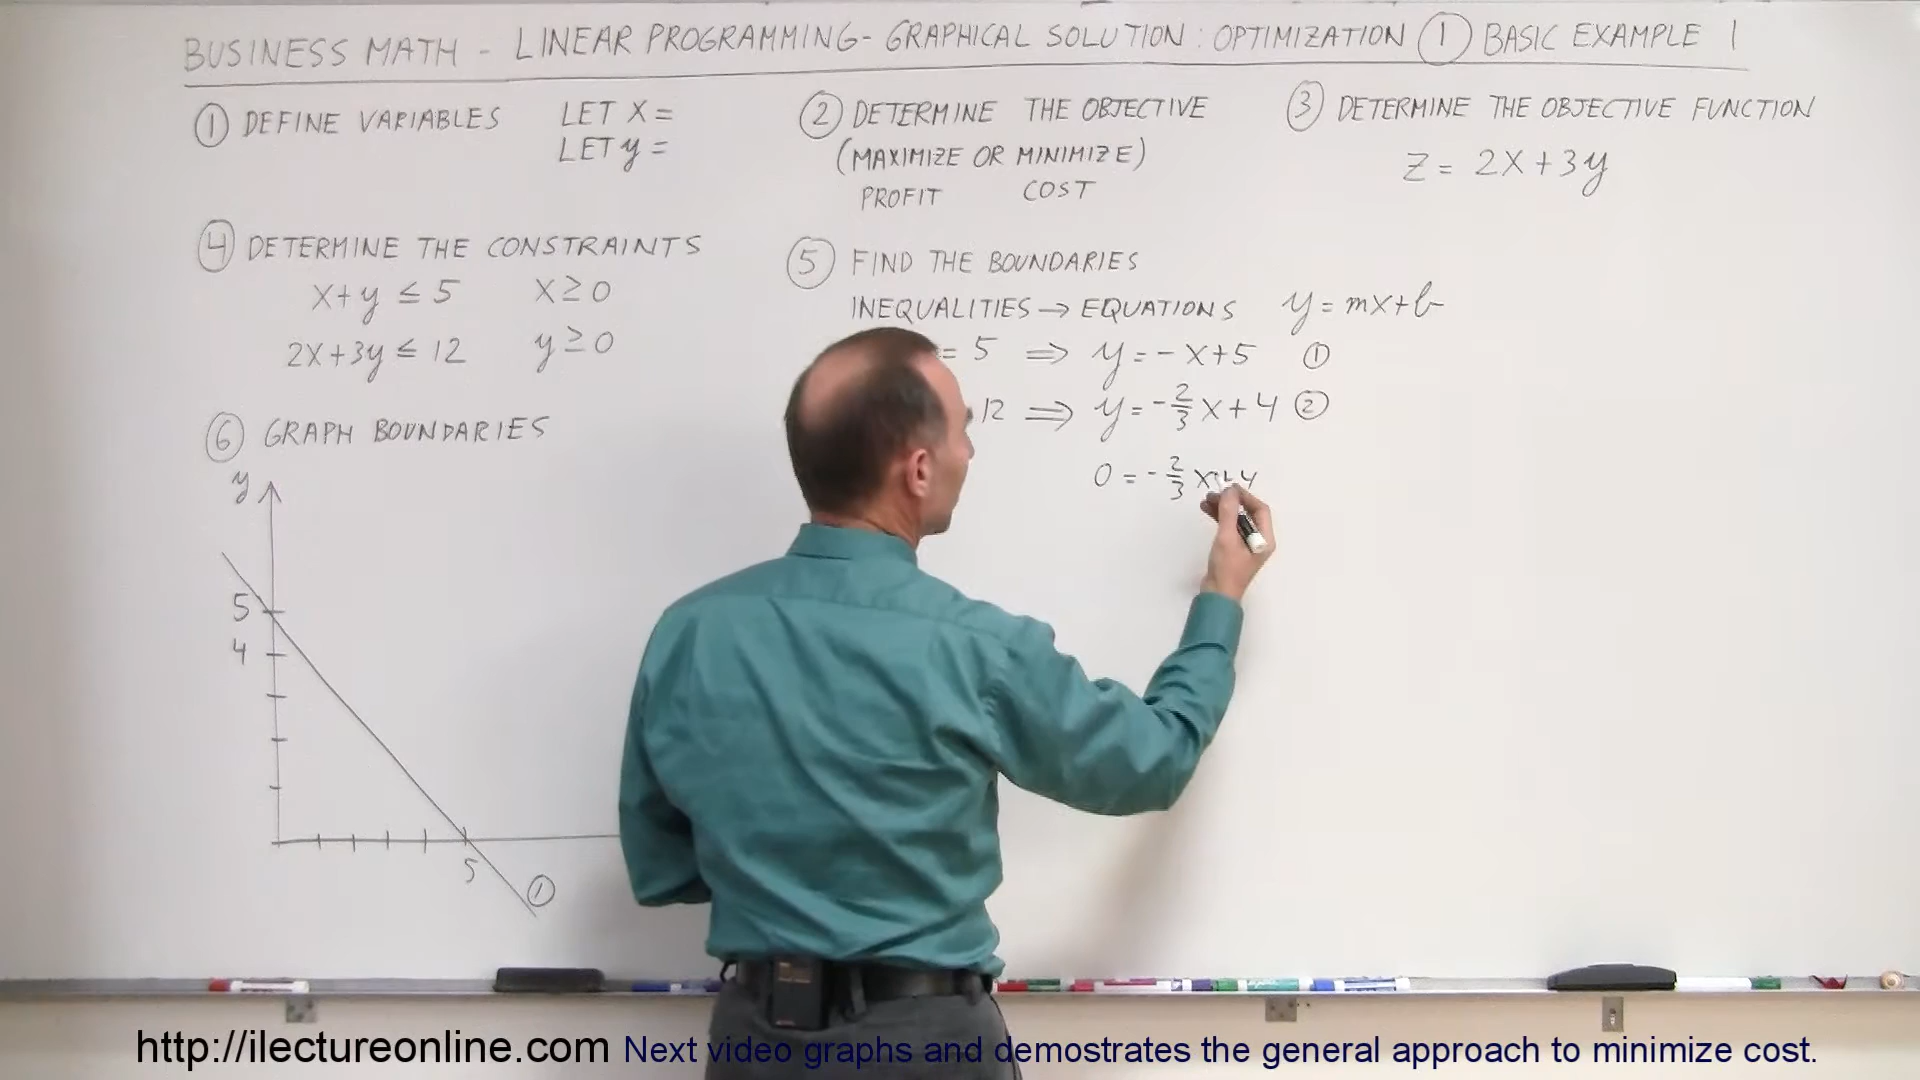 BUSINESS MATH - LINEAR PROGRAMMING - GRAPHICAL SOLUTION : OPTIMIZATION ① BASIC EXAMPLE 1
① DEFINE VARIABLES
LET X =
LET y =
② DETERMINE THE OBJECTIVE
(MAXIMIZE OR MINIMIZE)
PROFIT COST
③ DETERMINE THE OBJECTIVE FUNCTION
Z = 2X + 3y
④ DETERMINE THE CONSTRAINTS
X + y ≤ 5 X ≥ 0
2X + 3y ≤ 12 y ≥ 0
⑤ FIND THE BOUNDARIES
INEQUALITIES → EQUATIONS y = mx + b
= 5 ⇒ y = - X + 5 ①
12 ⇒ y = - 2/3 X + 4 ②
0 = - 2/3 X + 4
⑥ GRAPH BOUNDARIES
y
5
4
5
①
http://ilectureonline.com Next video graphs and demostrates the general approach to minimize cost.